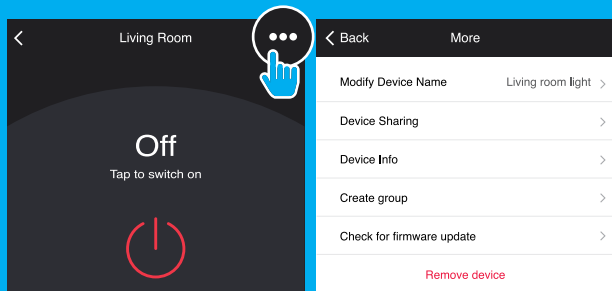 Living Room
Off
Tap to switch on
Back More
Modify Device Name Living room light
Device Sharing
Device Info
Create group
Check for firmware update
Remove device